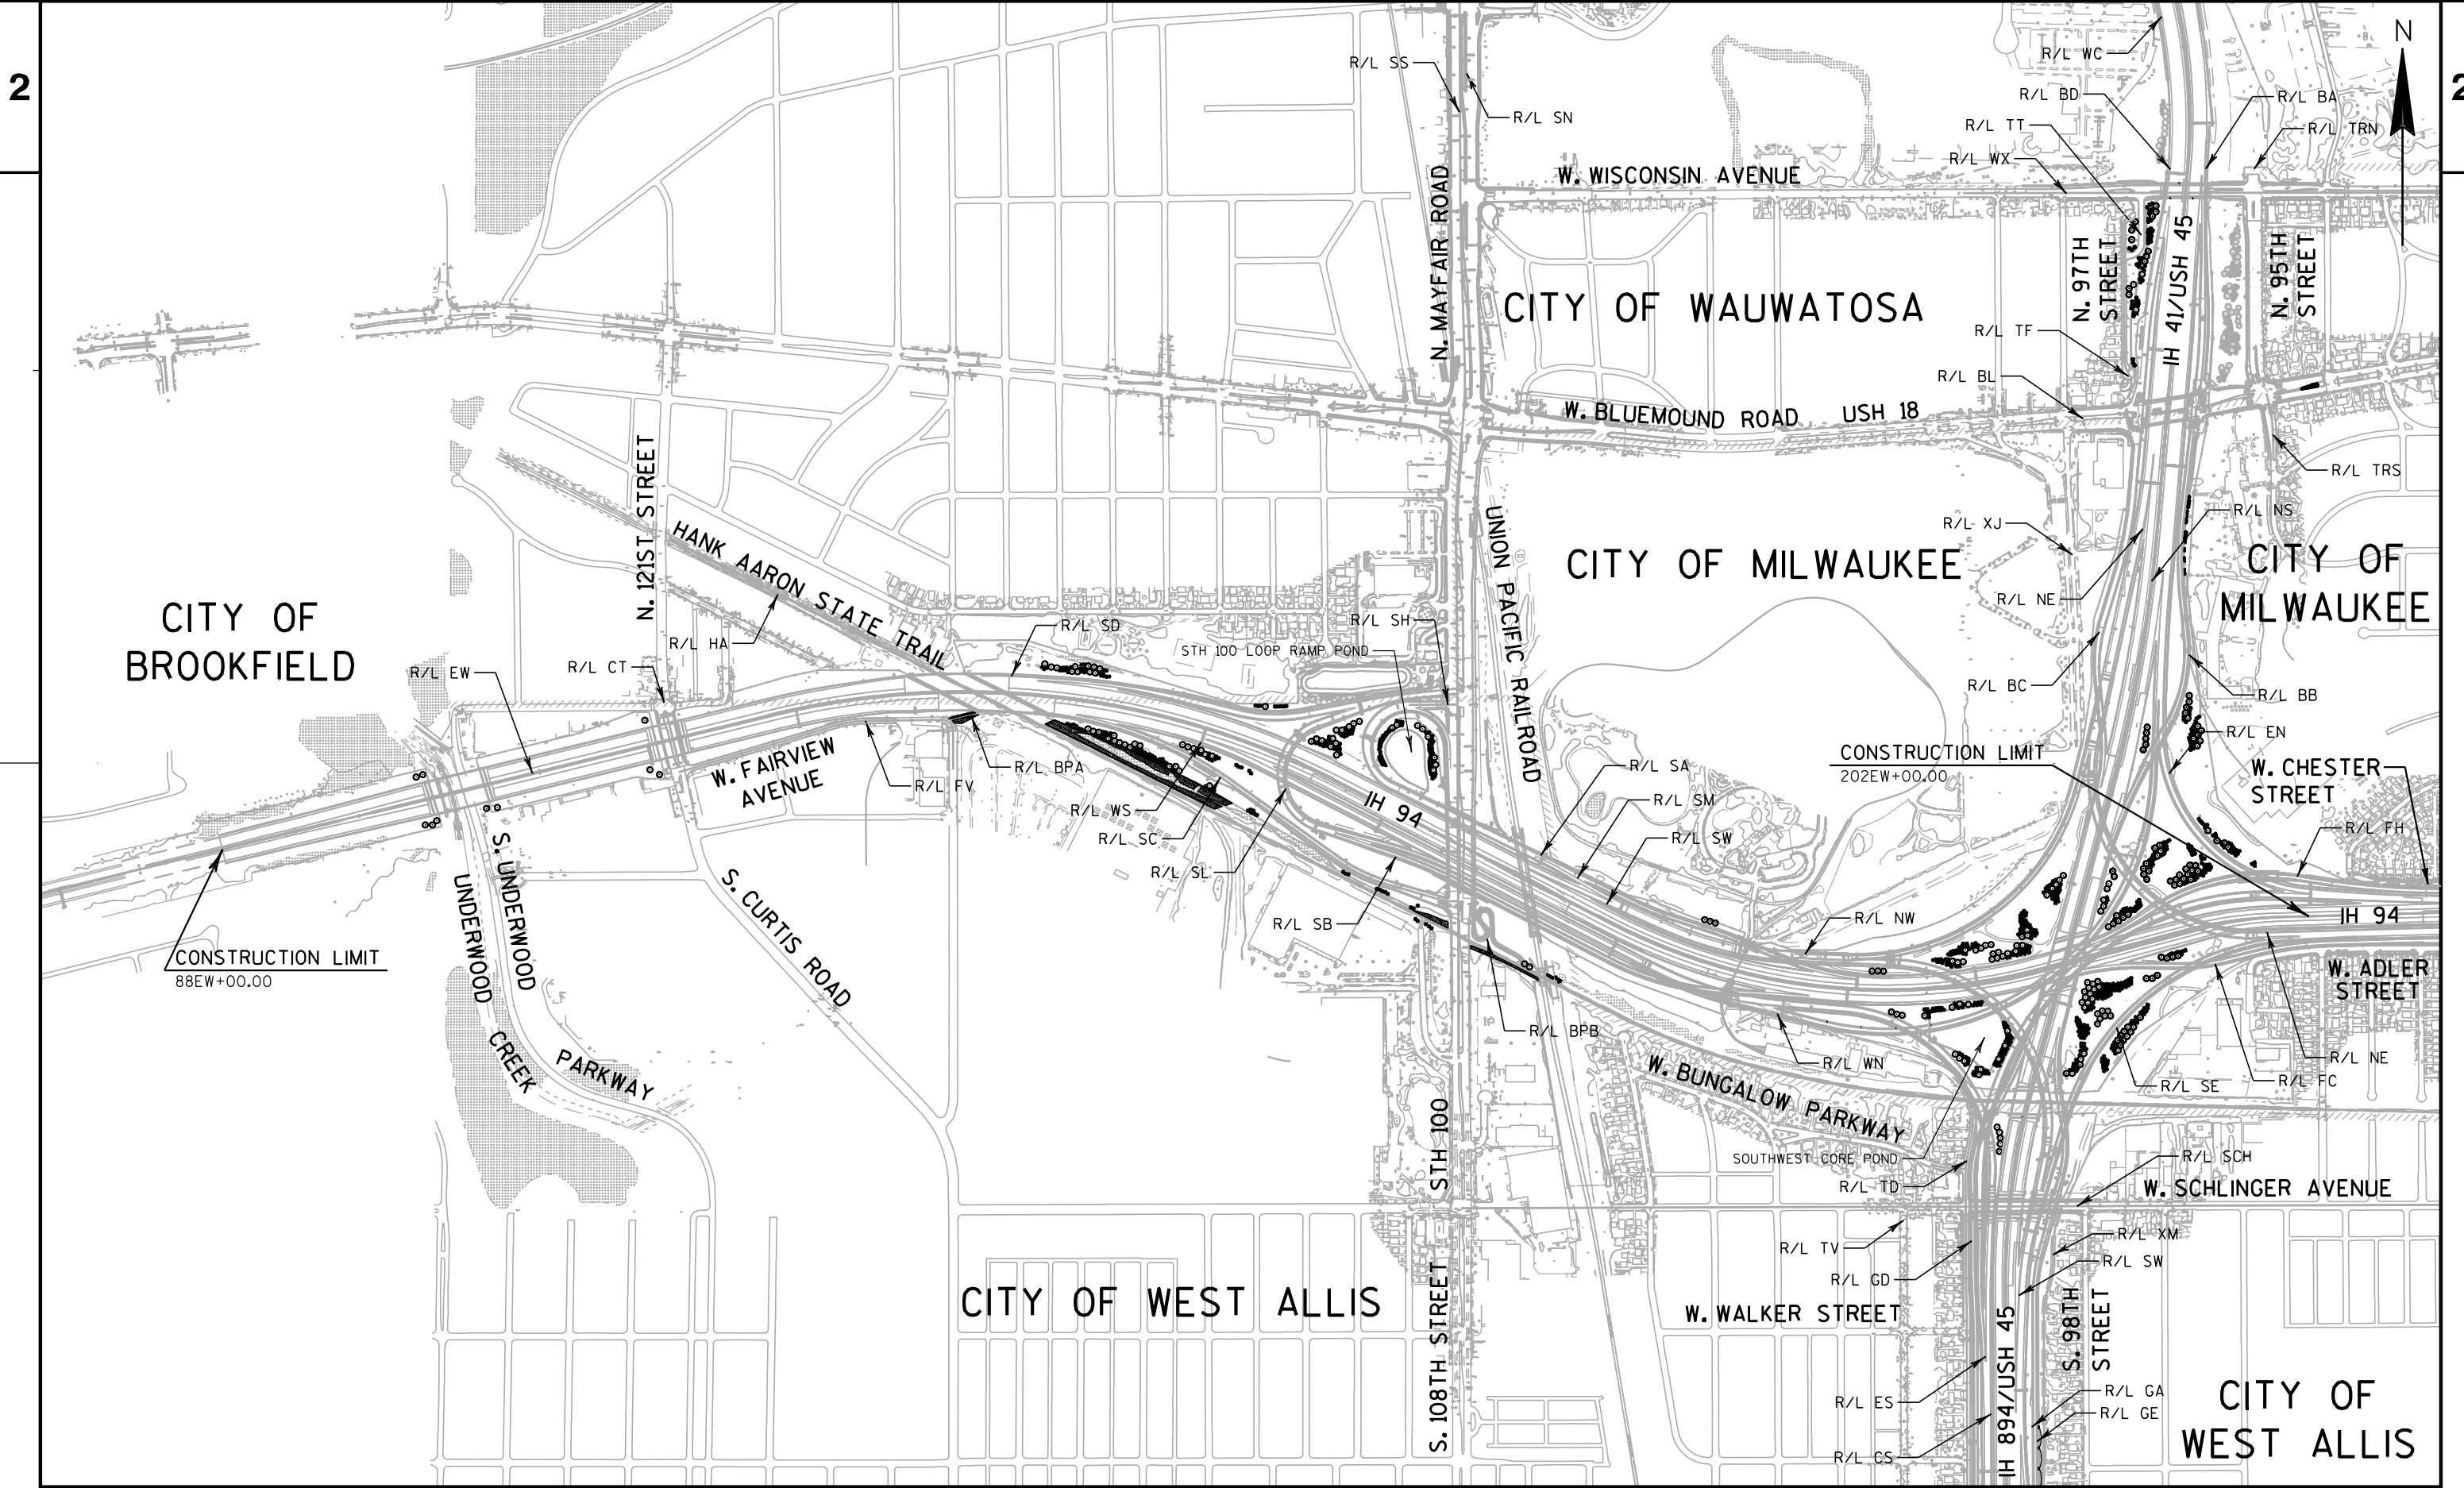 2
2
N
R/L SS
R/L SN
R/L WC
R/L BD
R/L BA
R/L TT
R/L TRN
R/L WX
W. WISCONSIN AVENUE
N. MAYFAIR ROAD
CITY OF WAUWATOSA
N. 97TH
STREET
IH 41/USH 45
N. 95TH
STREET
R/L TF
R/L BL
W. BLUEMOUND ROAD USH 18
R/L TRS
N. 121ST STREET
HANK AARON STATE TRAIL
UNION PACIFIC RAILROAD
R/L XJ
R/L NS
CITY OF MILWAUKEE
CITY OF
MILWAUKEE
R/L NE
CITY OF
BROOKFIELD
R/L HA
R/L SD
R/L SH
STH 100 LOOP RAMP POND
R/L EW
R/L CT
R/L BC
R/L BB
R/L EN
CONSTRUCTION LIMIT
202EW+00.00
W. CHESTER
STREET
W. FAIRVIEW
AVENUE
R/L BPA
R/L FV
R/L WS
R/L SC
R/L SL
IH 94
R/L SA
R/L SM
R/L SW
R/L FH
S. UNDERWOOD
PARKWAY
UNDERWOOD
CREEK
S. CURTIS ROAD
R/L SB
R/L NW
IH 94
CONSTRUCTION LIMIT
88EW+00.00
W. ADLER
STREET
R/L BPB
R/L WN
R/L NE
R/L FC
R/L SE
W. BUNGALOW PARKWAY
SOUTHWEST CORE POND
R/L TD
R/L SCH
W. SCHLINGER AVENUE
S. 108TH STREET STH 100
R/L TV
R/L XM
R/L GD
R/L SW
CITY OF WEST ALLIS
W. WALKER STREET
IH 894/USH 45
S. 98TH
STREET
R/L ES
R/L GA
R/L GE
R/L CS
CITY OF
WEST ALLIS